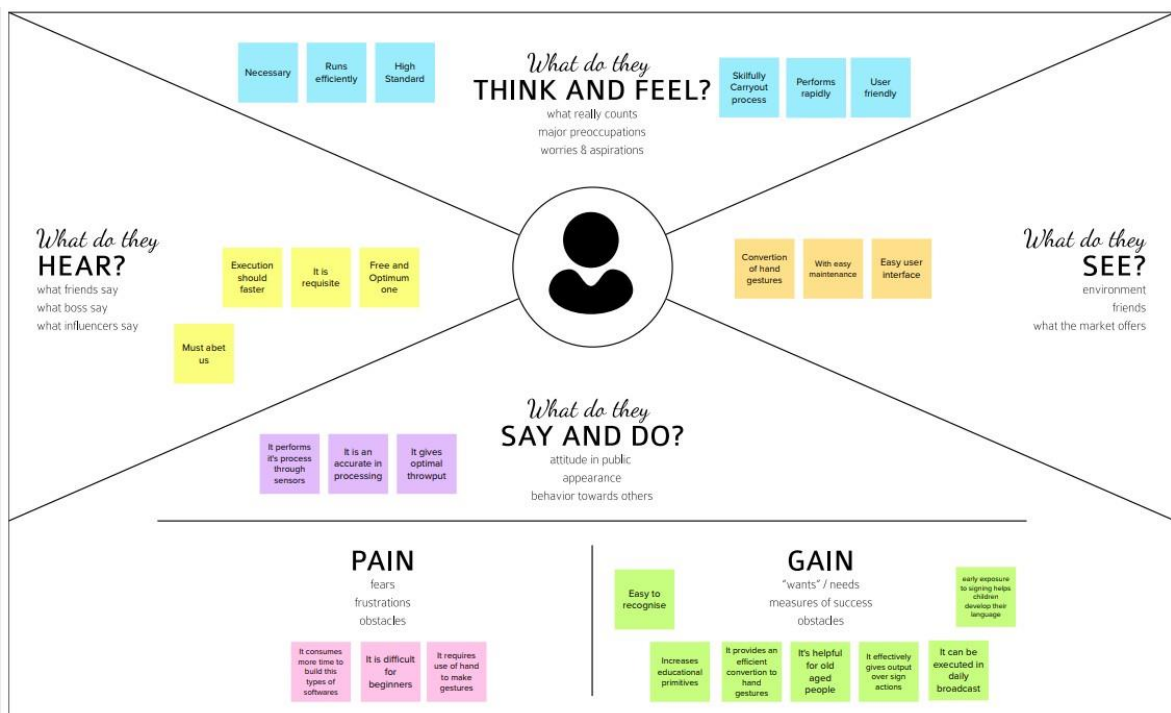 Necessary
Runs
efficiently
High
Standard
What do they
THINK AND FEEL?
what really counts
major preoccupations
worries & aspirations
Skilfully
Carryout
process
Performs
rapidly
User
friendly
What do they
HEAR?
what friends say
what boss say
what influencers say
Execution
should
faster
It is
requisite
Free and
Optimum
one
Must abet
us
Convertion
of hand
gestures
With easy
maintenance
Easy user
interface
What do they
SEE?
environment
friends
what the market offers
What do they
SAY AND DO?
attitude in public
appearance
behavior towards others
It performs
it's process
through
sensors
It is an
accurate in
processing
It gives
optimal
throwput
PAIN
fears
frustrations
obstacles
It consumes
more time to
build this
types of
softwares
It is difficult
for
beginners
It requires
use of hand
to make
gestures
GAIN
"wants" / needs
measures of success
obstacles
Easy to
recognise
early exposure
to signing helps
children
develop their
language
Increases
educational
primitives
It provides an
efficient
convertion to
hand
gestures
It's helpful
for old
aged
people
It effectively
gives output
over sign
actions
It can be
executed in
daily
broadcast